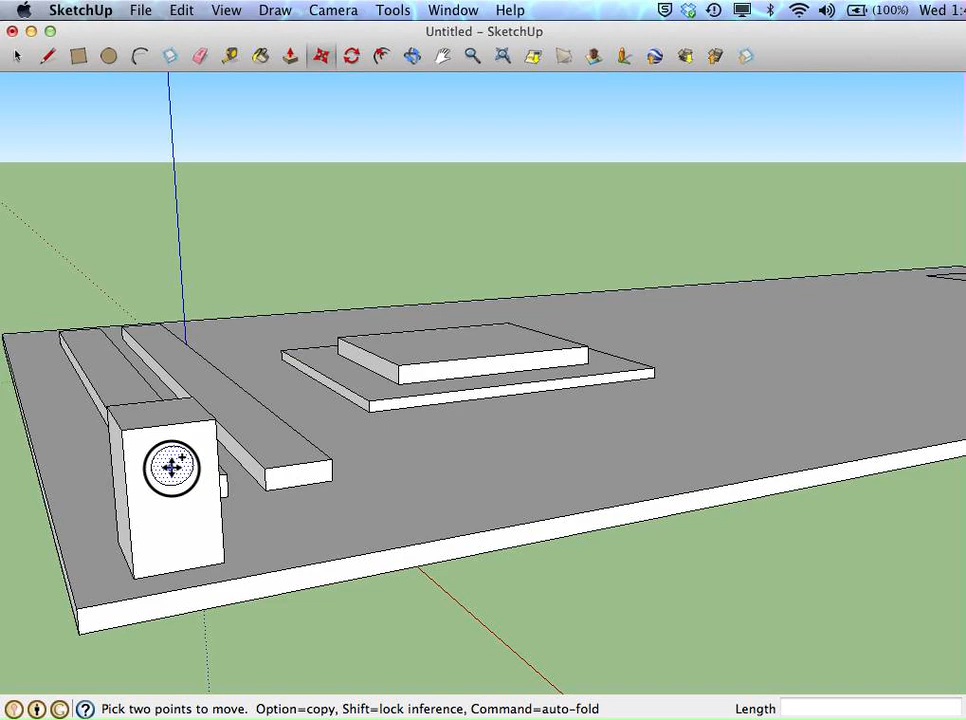 SketchUp File Edit View Draw Camera Tools Window Help (100%) Wed 1:
Untitled – SketchUp
Pick two points to move. Option=copy, Shift=lock inference, Command=auto-fold Length